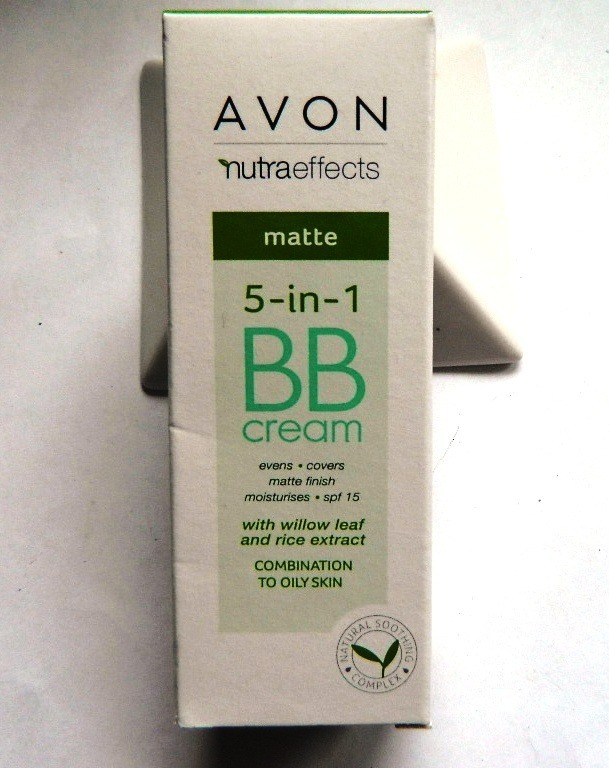 AVON
nutraeffects
matte
5-in-1
BB
cream
evens • covers
matte finish
moisturises • spf 15
with willow leaf
and rice extract
COMBINATION
TO OILY SKIN
NATURAL SOOTHING
COMPLEX